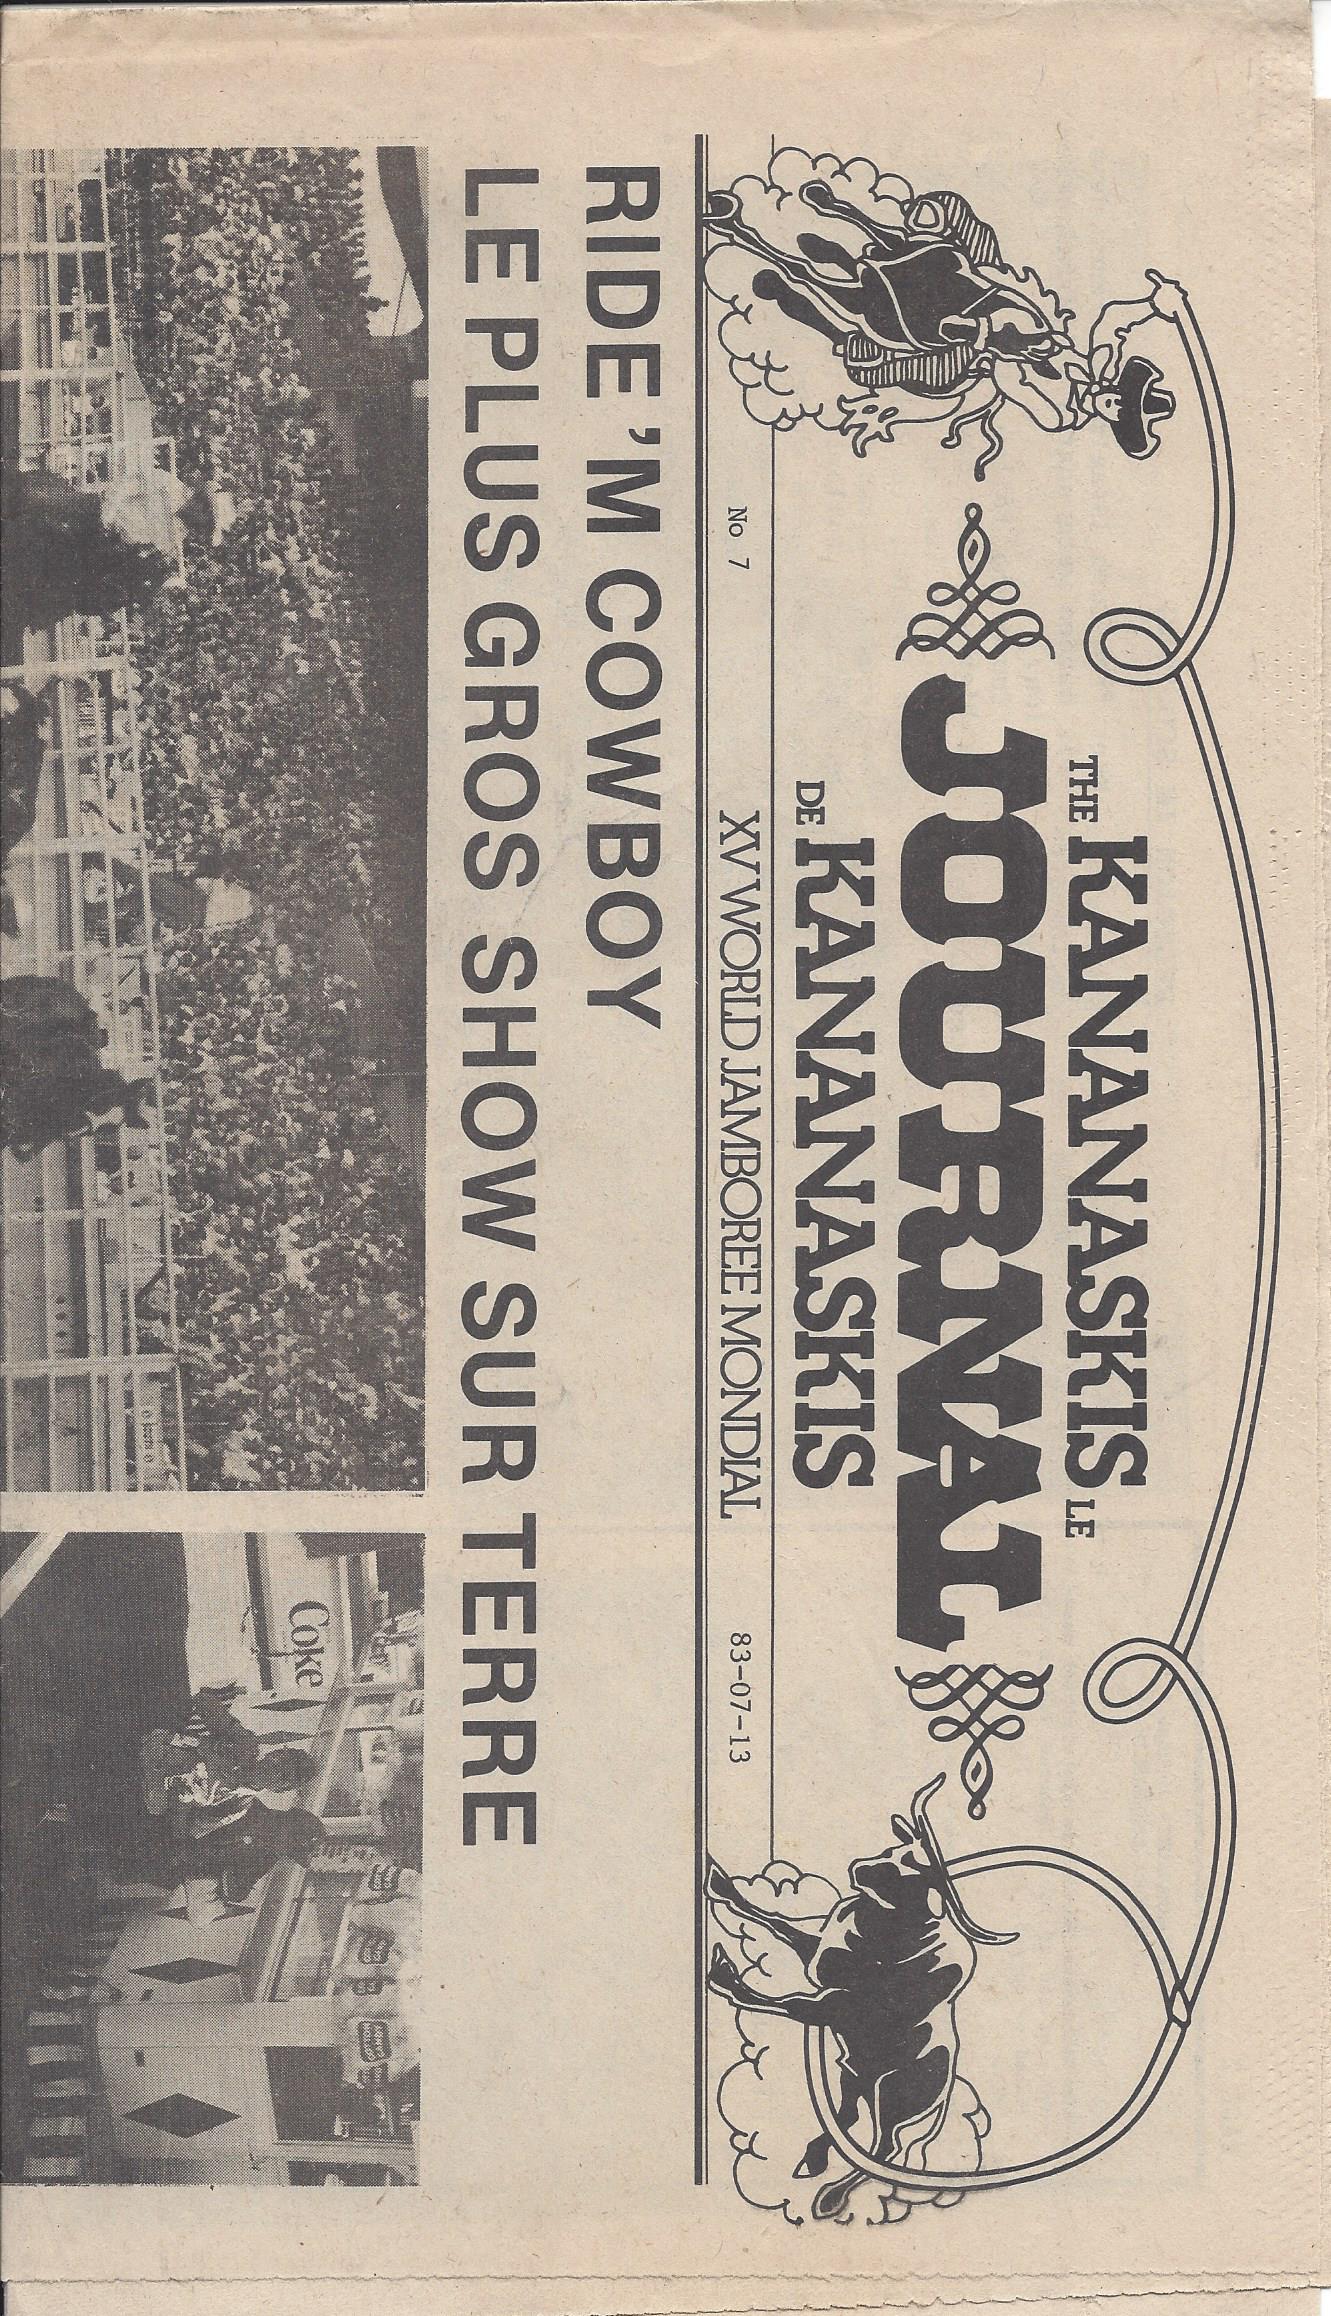 THE KANANASKIS LE
JOURNAL
DE KANANASKIS
No 7 XV WORLD JAMBOREE MONDIAL 83-07-13
RIDE 'M COWBOY
LE PLUS GROS SHOW SUR TERRE
Coke